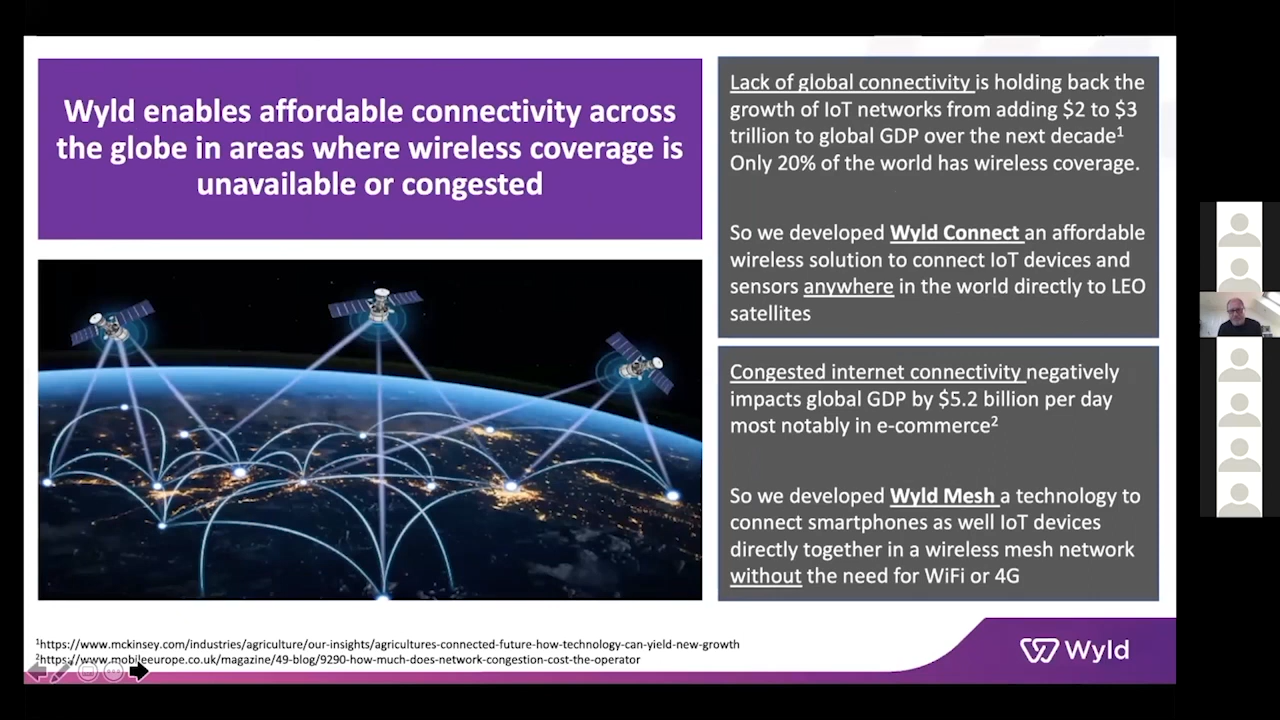 Wyld enables affordable connectivity across
the globe in areas where wireless coverage is
unavailable or congested
Lack of global connectivity is holding back the
growth of IoT networks from adding $2 to $3
trillion to global GDP over the next decade¹
Only 20% of the world has wireless coverage.
So we developed Wyld Connect an affordable
wireless solution to connect IoT devices and
sensors anywhere in the world directly to LEO
satellites
Congested internet connectivity negatively
impacts global GDP by $5.2 billion per day
most notably in e-commerce²
So we developed Wyld Mesh a technology to
connect smartphones as well IoT devices
directly together in a wireless mesh network
without the need for WiFi or 4G
¹https://www.mckinsey.com/industries/agriculture/our-insights/agricultures-connected-future-how-technology-can-yield-new-growth
²https://www.mobileeurope.co.uk/magazine/49-blog/9290-how-much-does-network-congestion-cost-the-operator
Wyld